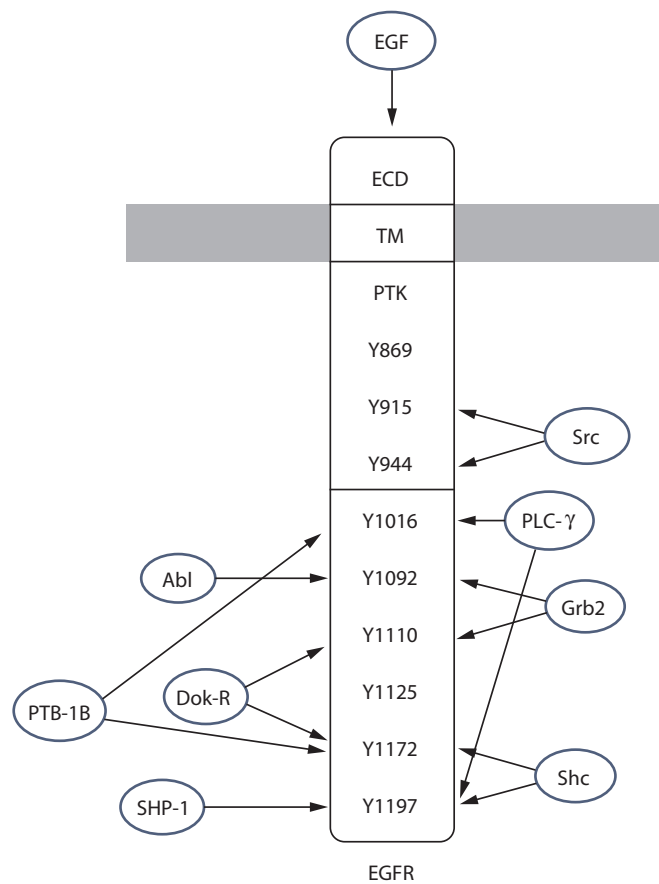 EGF
ECD
TM
PTK
Y869
Y915
Src
Y944
Y1016
PLC-γ
Abl
Y1092
Grb2
Y1110
Dok-R
PTB-1B
Y1125
Y1172
Shc
SHP-1
Y1197
EGFR